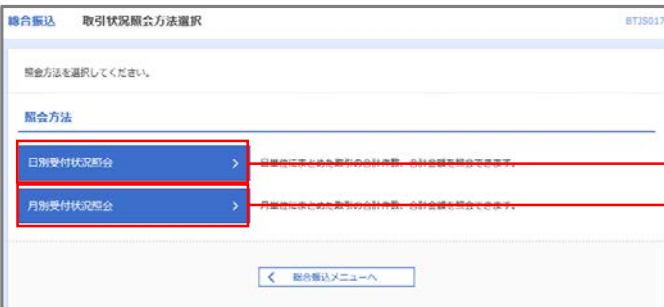 総合振込 取引状況照会方法選択 BTJS017
照会方法を選択してください。
照会方法
日別受付状況照会 日単位にまとめた取引の合計件数、合計金額を照会できます。
月別受付状況照会 月単位にまとめた取引の合計件数、合計金額を照会できます。
総合振込メニューへ